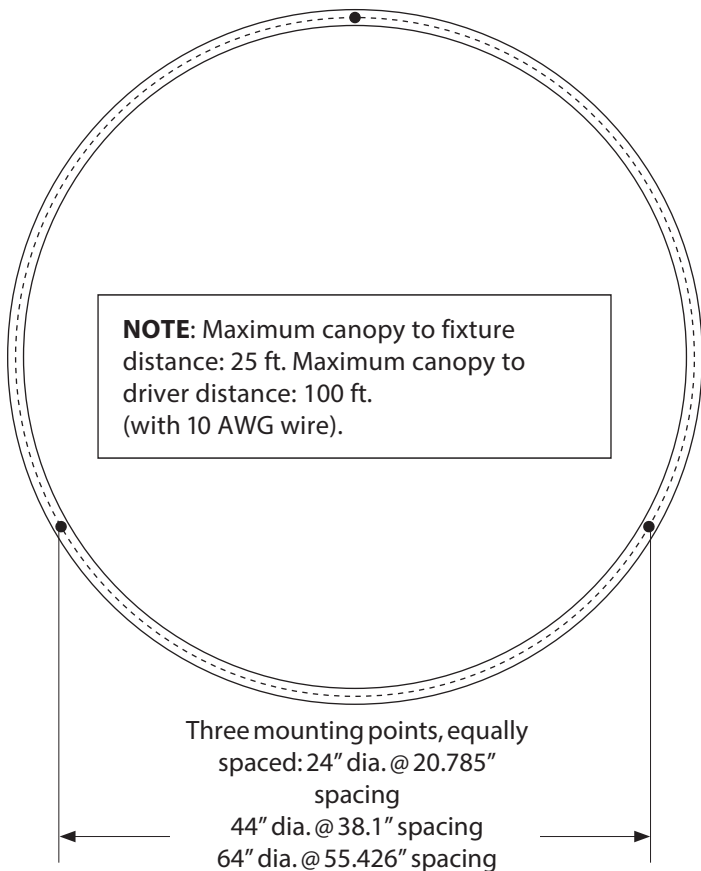 NOTE: Maximum canopy to fixture
distance: 25 ft. Maximum canopy to
driver distance: 100 ft.
(with 10 AWG wire).
Three mounting points, equally
spaced: 24” dia. @ 20.785”
spacing
44” dia. @ 38.1” spacing
64” dia. @ 55.426” spacing